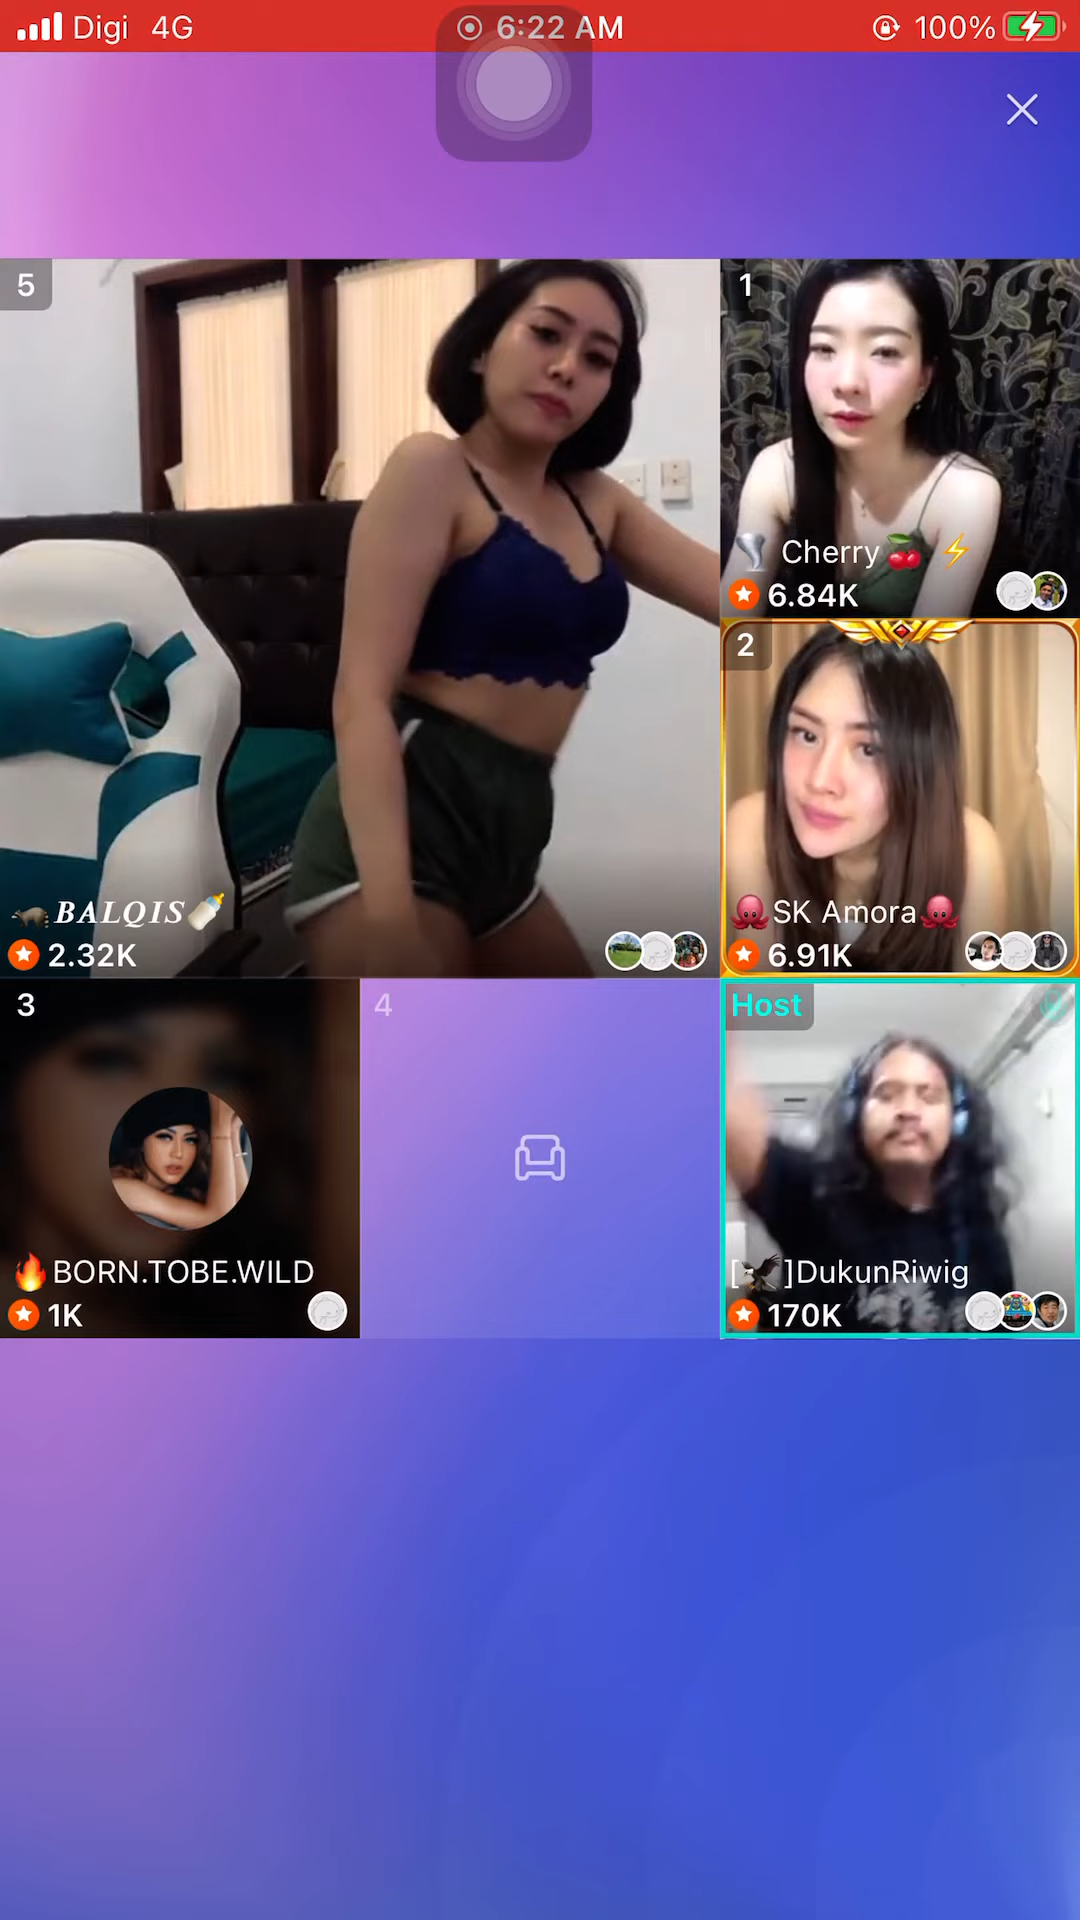 Digi 4G 6:22 AM 100%
5
1
Cherry🍒 ⚡
6.84K
2
🐙SK Amora🐙
6.91K
BALQIS🍼
2.32K
3
4
Host
🔥BORN.TOBE.WILD
1K
[🦅]DukunRiwig
170K